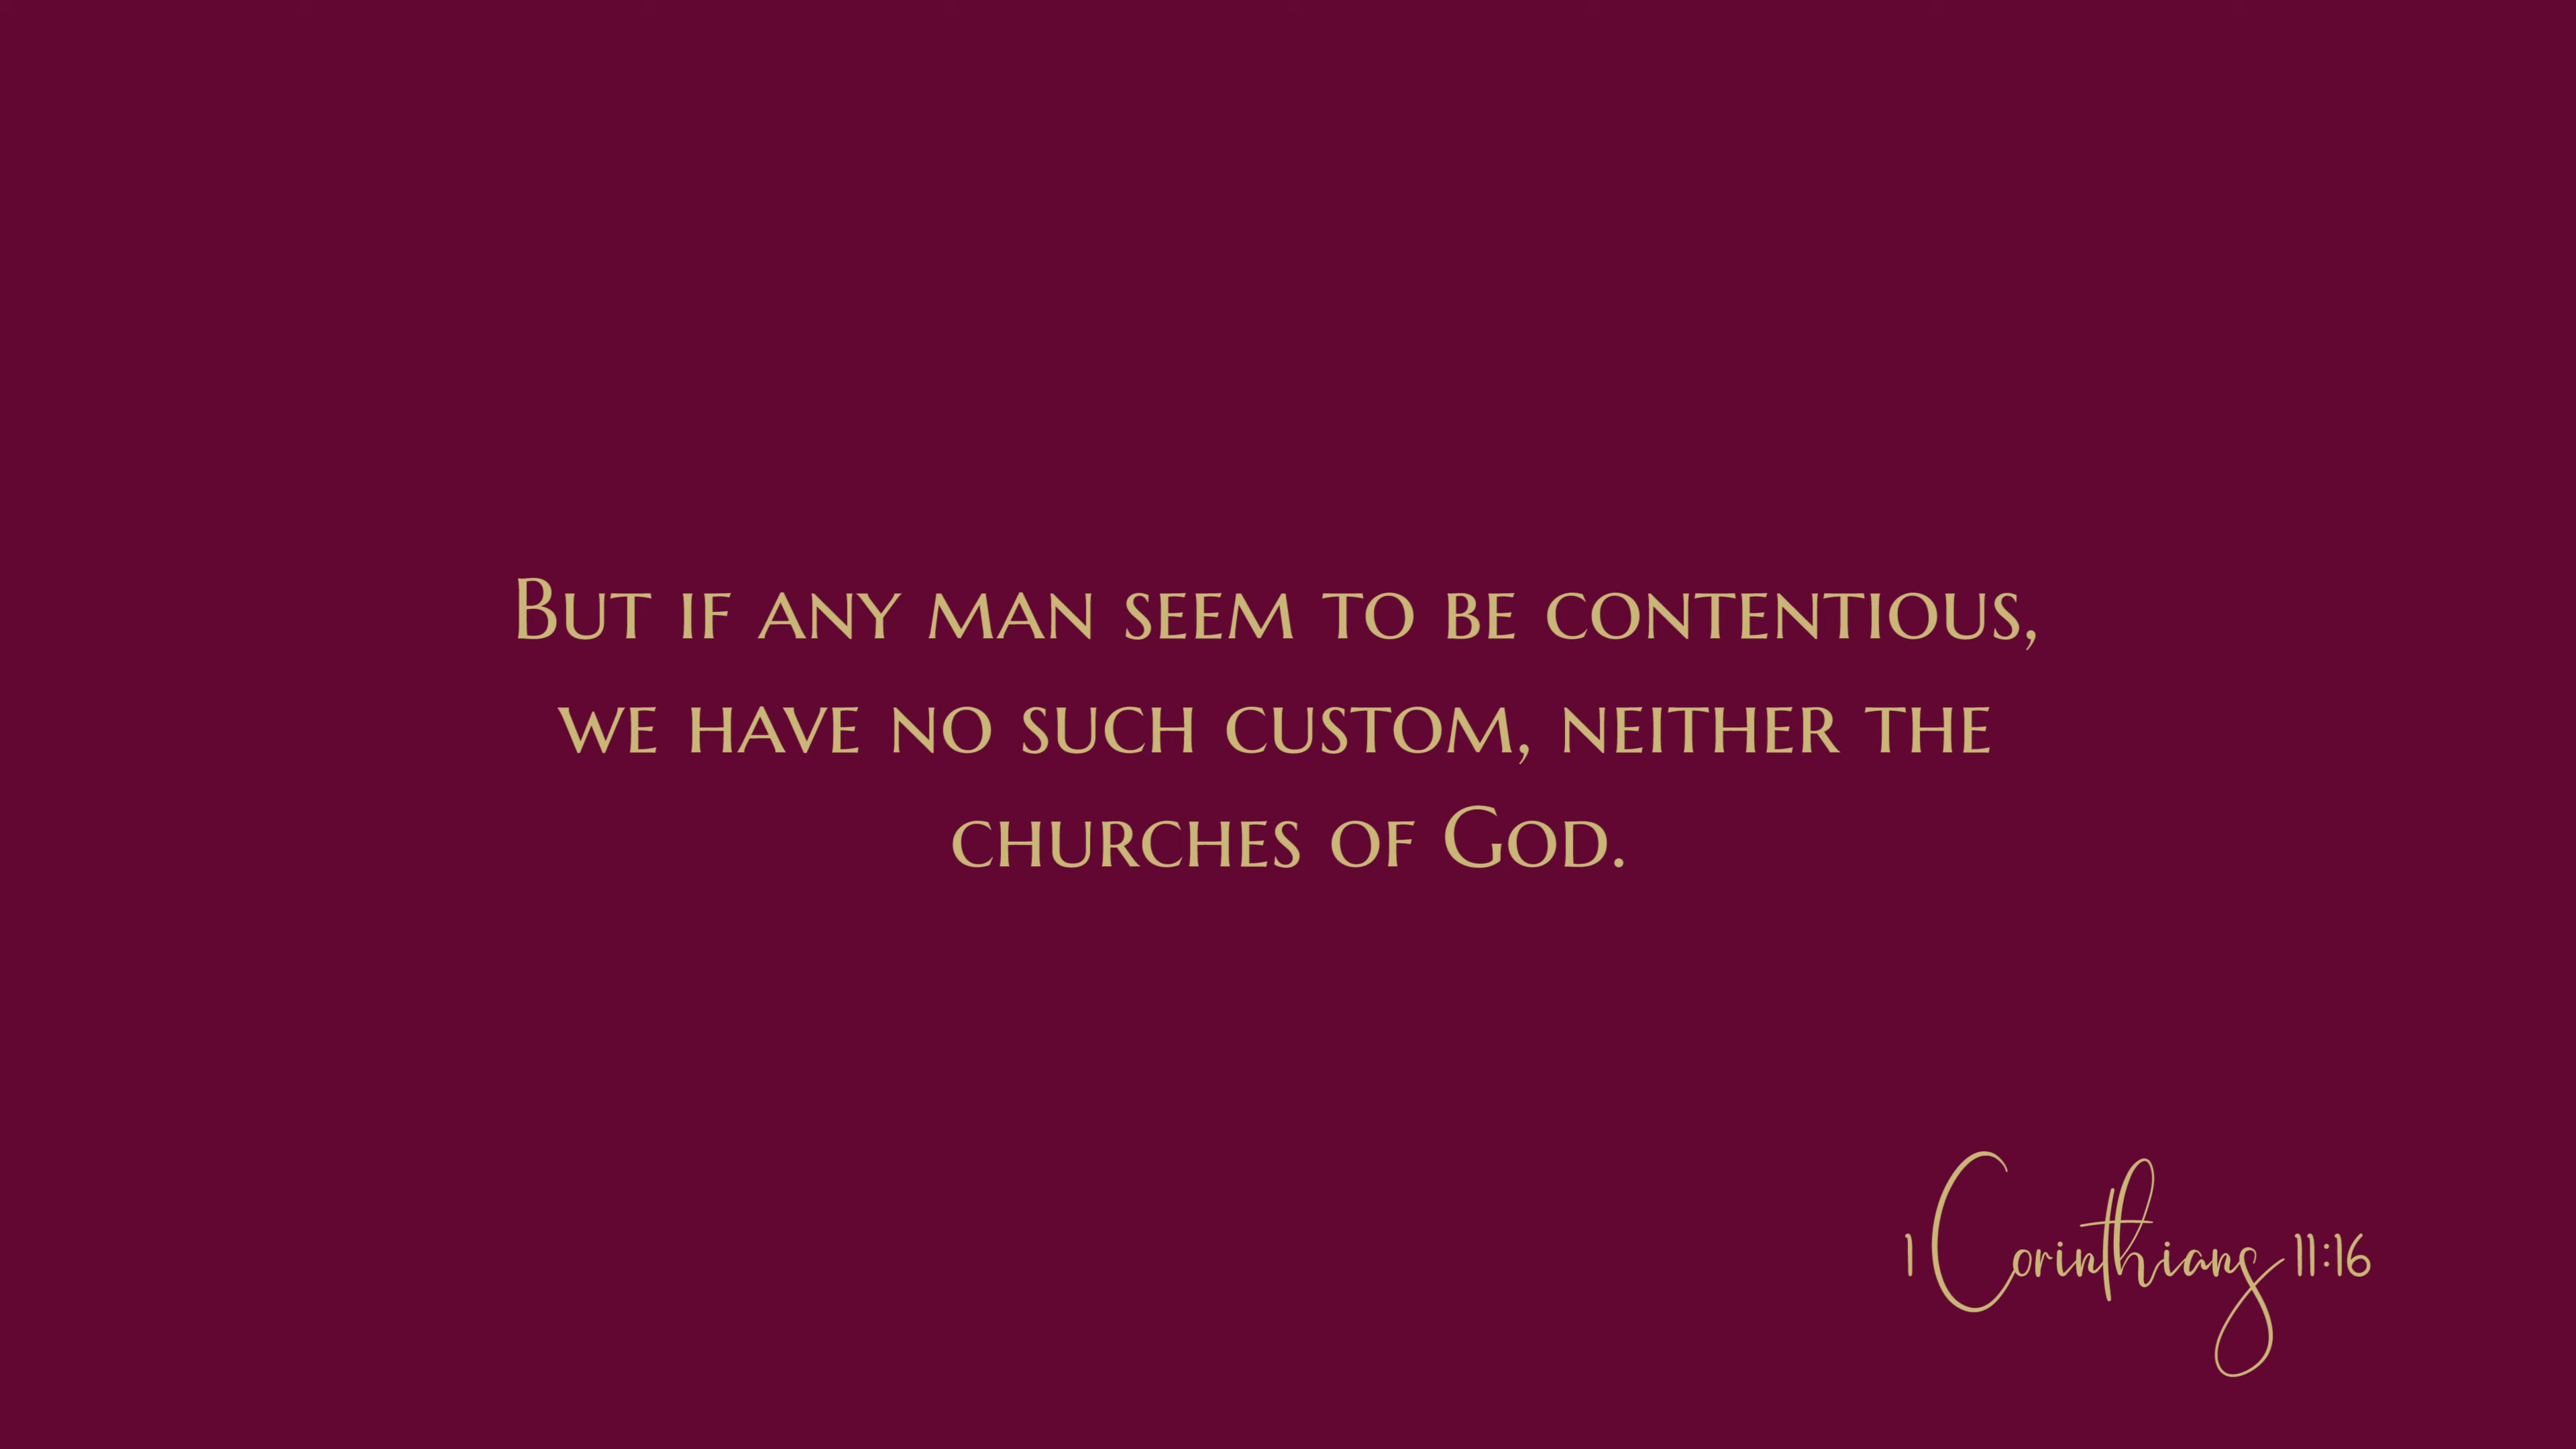 But if any man seem to be contentious,
we have no such custom, neither the
churches of God.
1 Corinthians 11:16